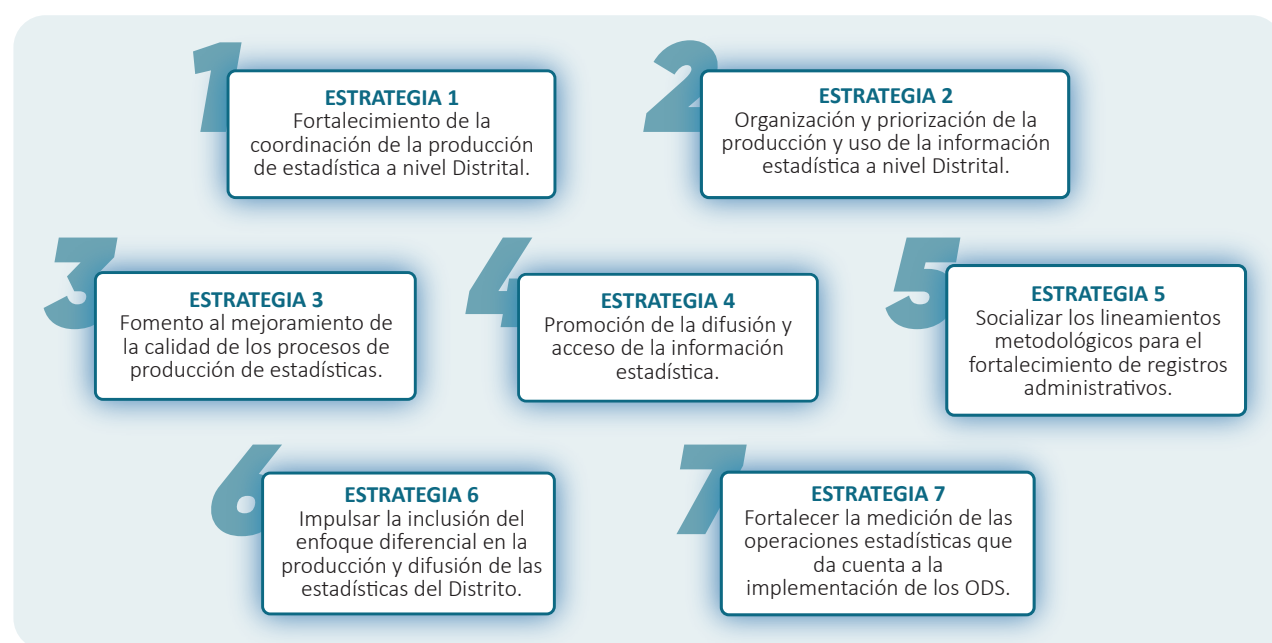 1
ESTRATEGIA 1
Fortalecimiento de la
coordinación de la producción
de estadística a nivel Distrital.
2
ESTRATEGIA 2
Organización y priorización de la
producción y uso de la información
estadística a nivel Distrital.
3
ESTRATEGIA 3
Fomento al mejoramiento de
la calidad de los procesos de
producción de estadísticas.
4
ESTRATEGIA 4
Promoción de la difusión y
acceso de la información
estadística.
5
ESTRATEGIA 5
Socializar los lineamientos
metodológicos para el
fortalecimiento de registros
administrativos.
6
ESTRATEGIA 6
Impulsar la inclusión del
enfoque diferencial en la
producción y difusión de las
estadísticas del Distrito.
7
ESTRATEGIA 7
Fortalecer la medición de las
operaciones estadísticas que
da cuenta a la
implementación de los ODS.